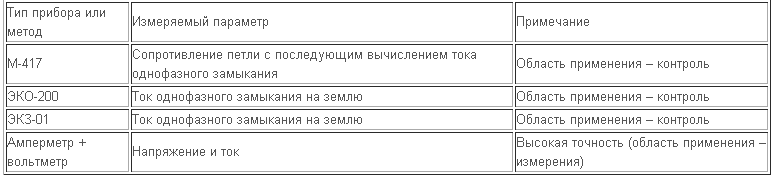 Тип прибора или
метод
Измеряемый параметр
Примечание
М-417
Сопротивление петли с последующим вычислением тока
однофазного замыкания
Область применения – контроль
ЭКО-200
Ток однофазного замыкания на землю
Область применения – контроль
ЭКЗ-01
Ток однофазного замыкания на землю
Область применения – контроль
Амперметр +
вольтметр
Напряжение и ток
Высокая точность (область применения –
измерения)